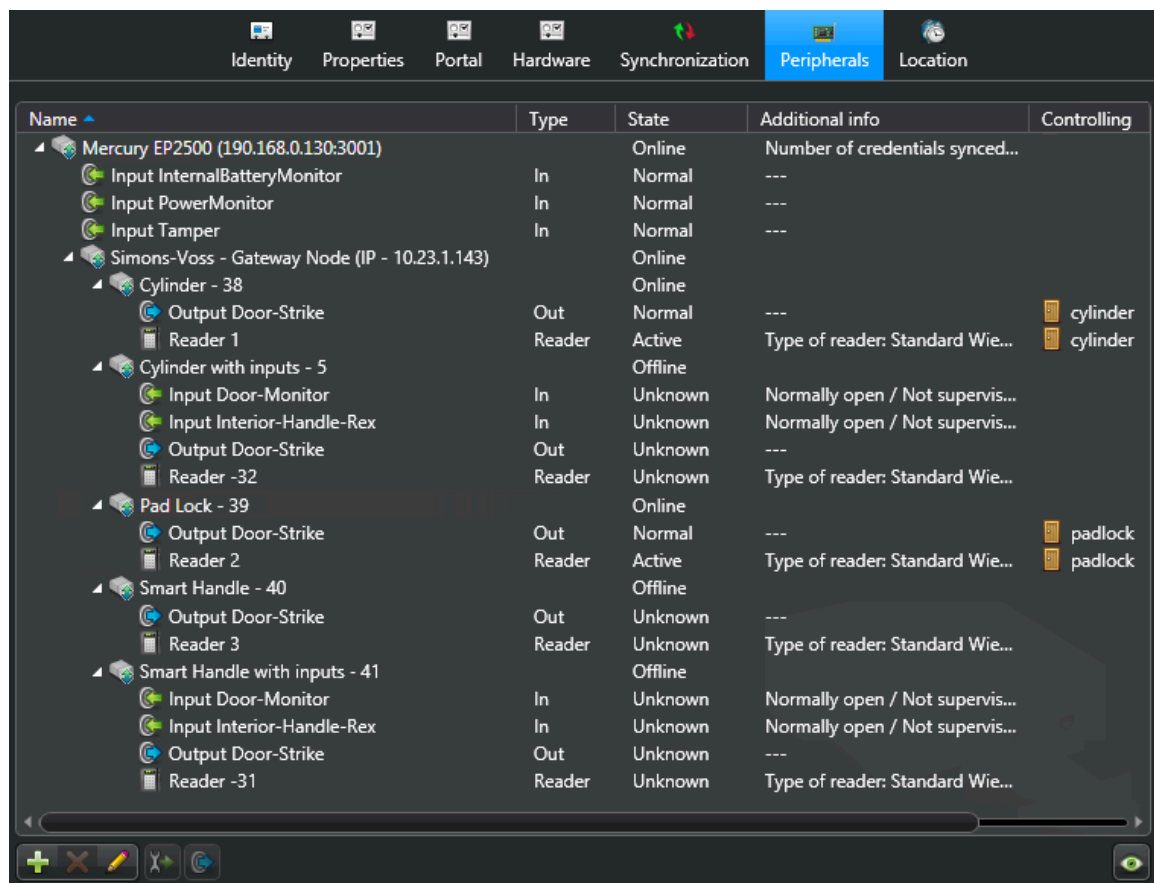 Identity Properties Portal Hardware Synchronization Peripherals Location
Name Type State Additional info Controlling
Mercury EP2500 (190.168.0.130:3001) Online Number of credentials synced...
Input InternalBatteryMonitor In Normal ---
Input PowerMonitor In Normal ---
Input Tamper In Normal ---
Simons-Voss - Gateway Node (IP - 10.23.1.143) Online
Cylinder - 38 Online
Output Door-Strike Out Normal --- cylinder
Reader 1 Reader Active Type of reader: Standard Wie... cylinder
Cylinder with inputs - 5 Offline
Input Door-Monitor In Unknown Normally open / Not supervis...
Input Interior-Handle-Rex In Unknown Normally open / Not supervis...
Output Door-Strike Out Unknown ---
Reader -32 Reader Unknown Type of reader: Standard Wie...
Pad Lock - 39 Online
Output Door-Strike Out Normal --- padlock
Reader 2 Reader Active Type of reader: Standard Wie... padlock
Smart Handle - 40 Offline
Output Door-Strike Out Unknown ---
Reader 3 Reader Unknown Type of reader: Standard Wie...
Smart Handle with inputs - 41 Offline
Input Door-Monitor In Unknown Normally open / Not supervis...
Input Interior-Handle-Rex In Unknown Normally open / Not supervis...
Output Door-Strike Out Unknown ---
Reader -31 Reader Unknown Type of reader: Standard Wie...